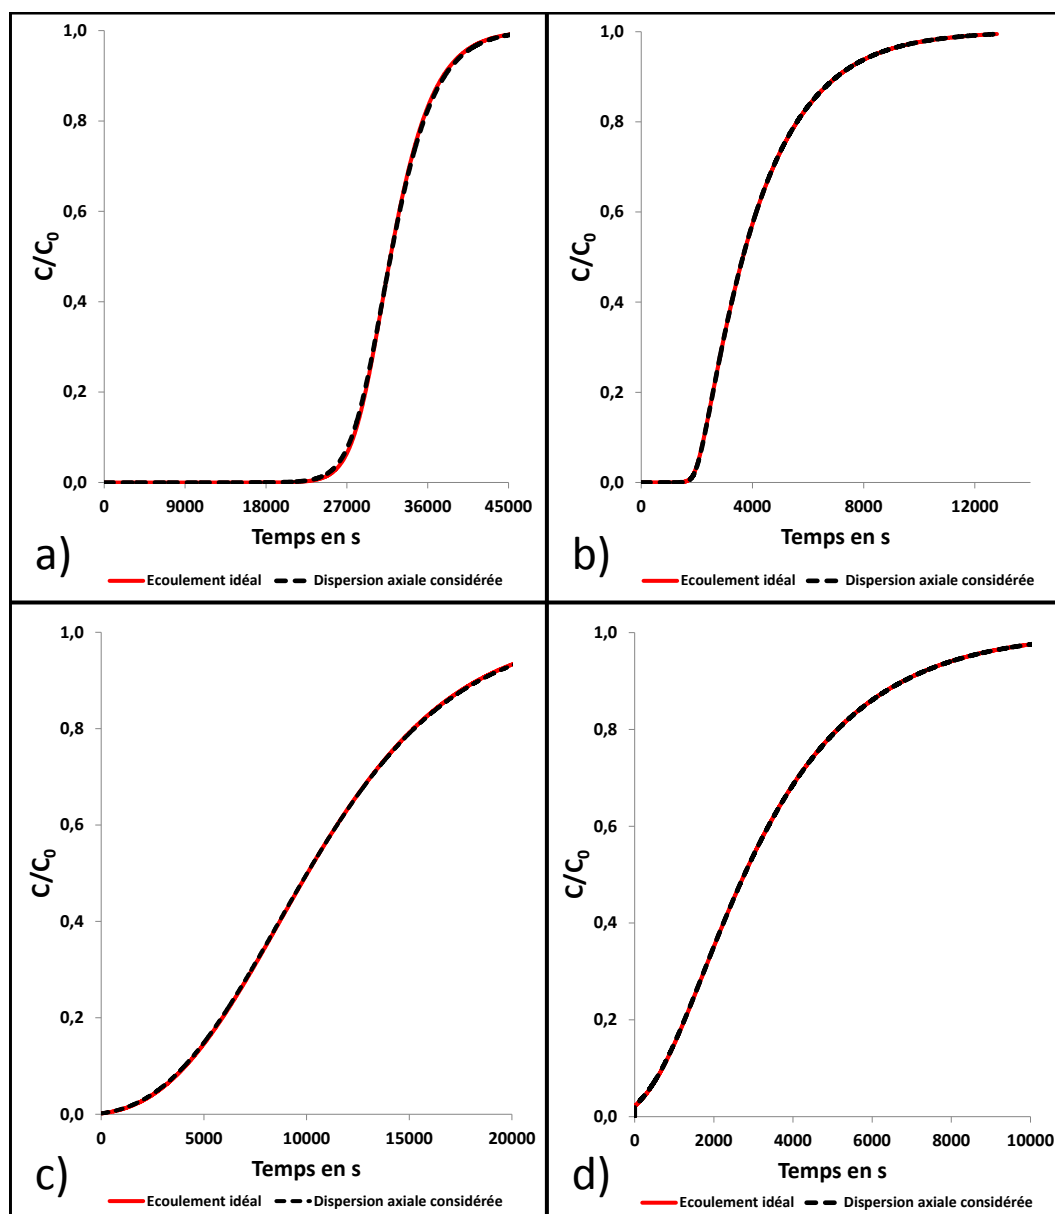 1,0
0,8
0,6
0,4
0,2
0,0
C/C0
0 9000 18000 27000 36000 45000
Temps en s
a)
Ecoulement idéal Dispersion axiale considérée
1,0
0,8
0,6
0,4
0,2
0,0
C/C0
0 4000 8000 12000
Temps en s
b)
Ecoulement idéal Dispersion axiale considérée
1,0
0,8
0,6
0,4
0,2
0,0
C/C0
0 5000 10000 15000 20000
Temps en s
c)
Ecoulement idéal Dispersion axiale considérée
1,0
0,8
0,6
0,4
0,2
0,0
C/C0
0 2000 4000 6000 8000 10000
Temps en s
d)
Ecoulement idéal Dispersion axiale considérée